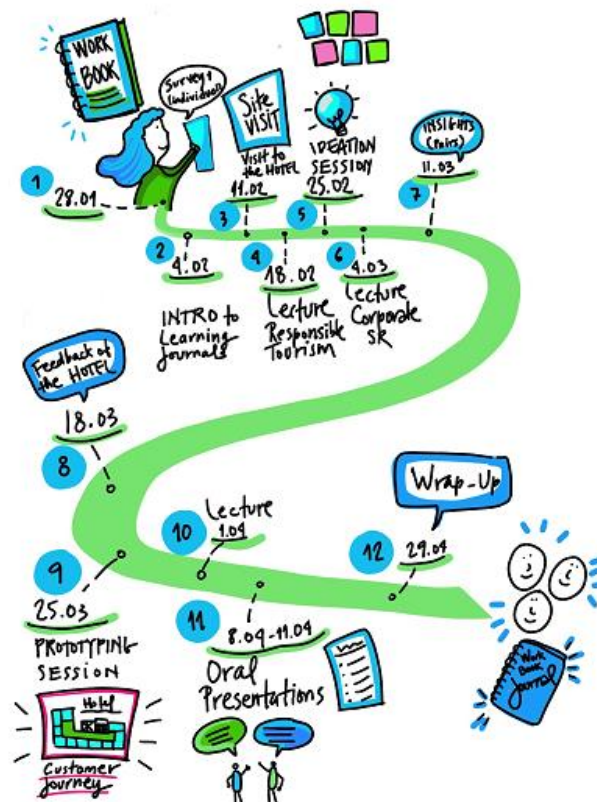 WORK
BOOK
Survey 1
(individual)
Site
VISIT
VISIT to
the HOTEL
11.02
IDEATION
SESSION
25.02
INSIGHTS
(Pairs)
11.03
1
28.01
3
5
7
2
4.02
INTRO to
Learning
Journals
4
18.02
Lecture
Responsible
Tourism
6
4.03
Lecture
Corporate
SR
Feedback of
the HOTEL
18.03
8
9
25.03
PROTOTYPING
SESSION
Hotel
Customer
Journey
10
Lecture
1.04
11
8.04-11.04
Oral
Presentations
12
29.04
Wrap-Up
Work
Book
Journal